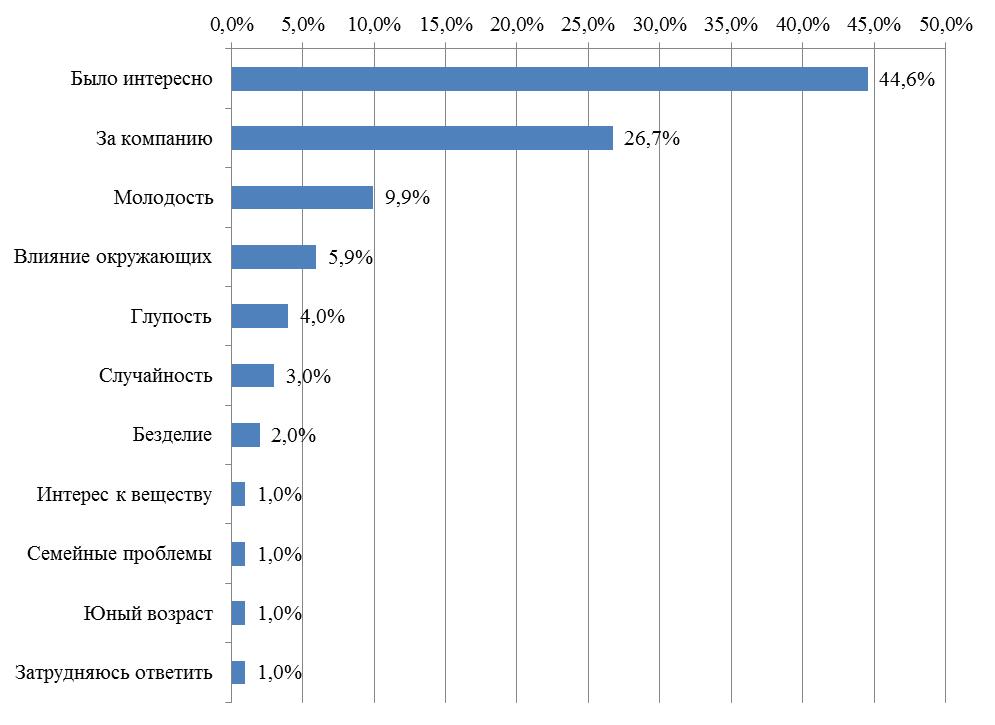 0,0% 5,0% 10,0% 15,0% 20,0% 25,0% 30,0% 35,0% 40,0% 45,0% 50,0%
Было интересно 44,6%
За компанию 26,7%
Молодость 9,9%
Влияние окружающих 5,9%
Глупость 4,0%
Случайность 3,0%
Безделие 2,0%
Интерес к веществу 1,0%
Семейные проблемы 1,0%
Юный возраст 1,0%
Затрудняюсь ответить 1,0%